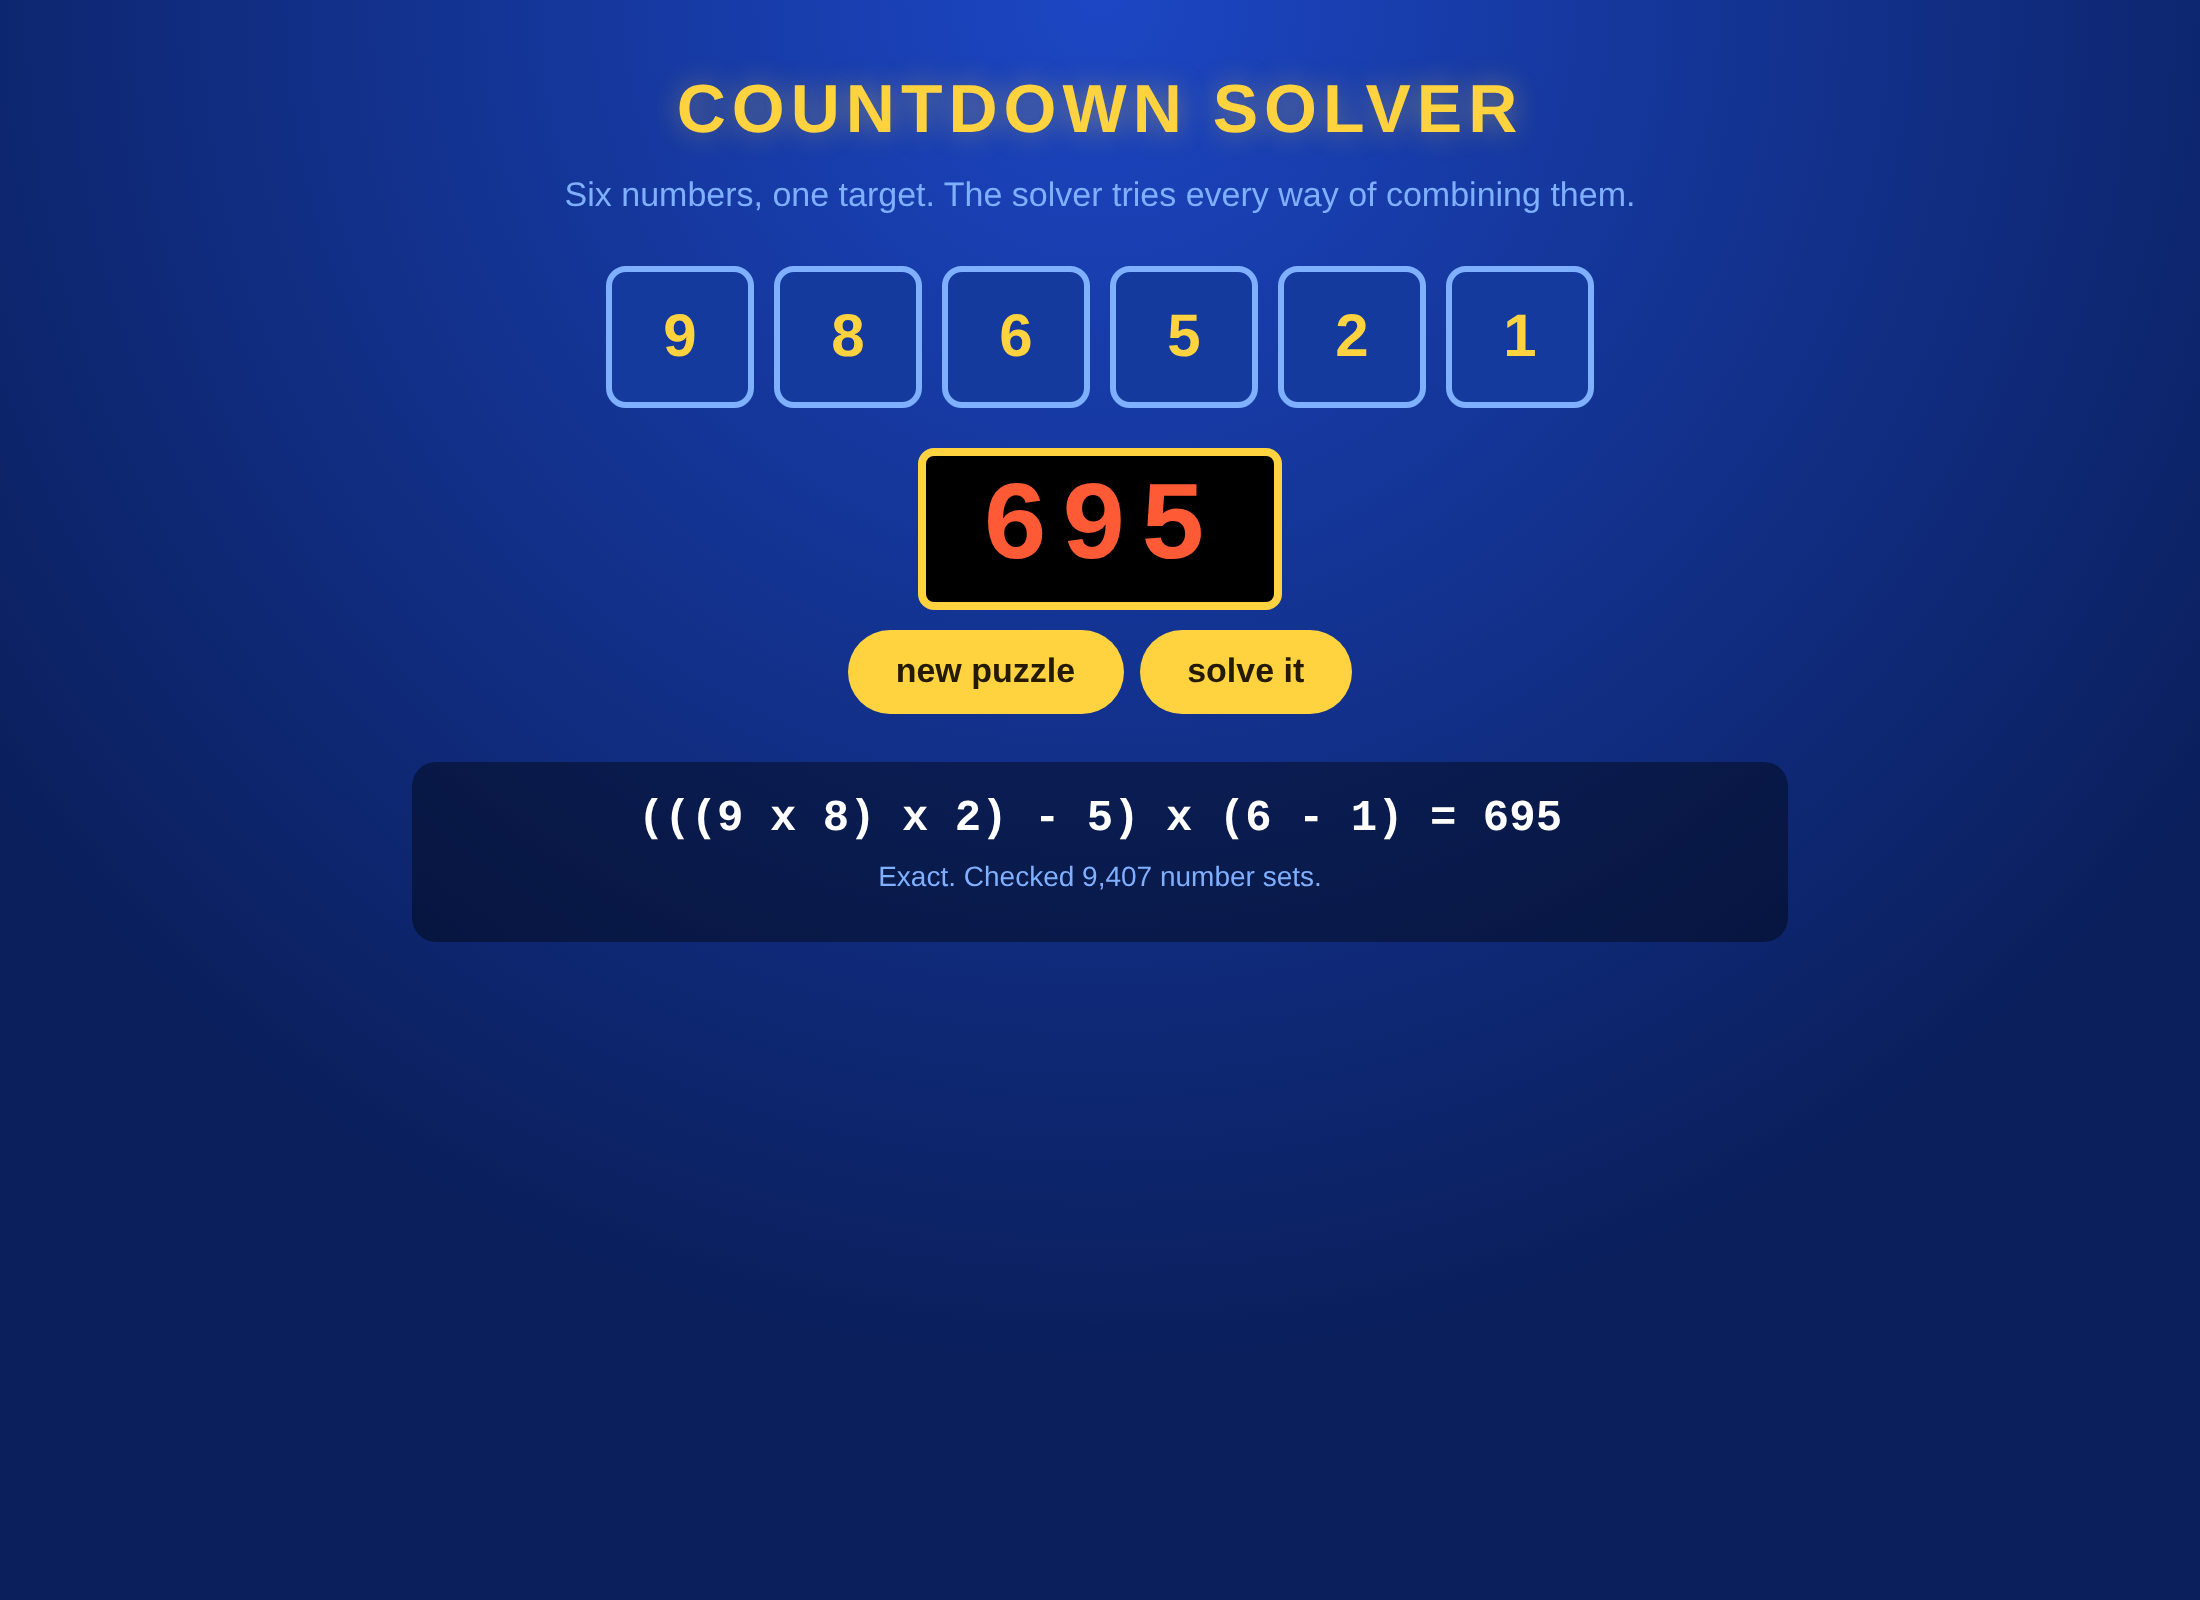 COUNTDOWN SOLVER
Six numbers, one target. The solver tries every way of combining them.
9 8 6 5 2 1
695
new puzzle solve it
(((9 x 8) x 2) - 5) x (6 - 1) = 695
Exact. Checked 9,407 number sets.